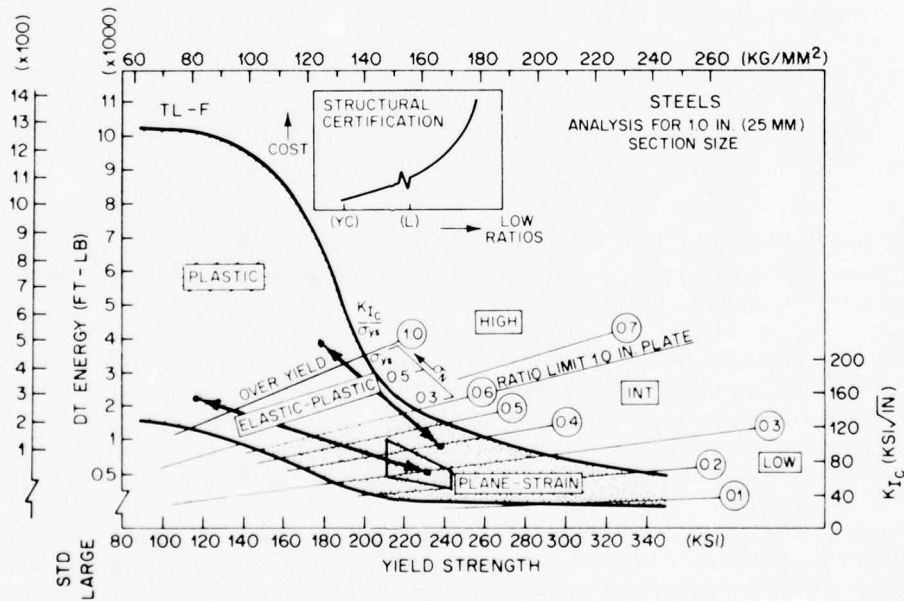 (x100)
(x1000)
60 80 100 120 140 160 180 200 220 240 260 (KG/MM²)
14
13
12
11
10
9
8
7
6
5
4
3
2
1
11
10
9
8
7
6
5
4
3
2
1
0.5
DT ENERGY (FT-LB)
STD
LARGE
TL-F
STRUCTURAL
CERTIFICATION
COST
(YC) (L) LOW
RATIOS
STEELS
ANALYSIS FOR 1.0 IN. (25 MM)
SECTION SIZE
PLASTIC
KIc
σys
1.0
HIGH
0.7
OVER YIELD
σys
0.5
0.3
RATIO LIMIT 1.0 IN. PLATE
ELASTIC-PLASTIC
0.6
0.5
0.4
INT
0.3
LOW
0.2
PLANE-STRAIN
0.1
200
160
120
80
40
0
KIc (KSI√IN)
80 100 120 140 160 180 200 220 240 260 280 300 320 340 (KSI)
YIELD STRENGTH